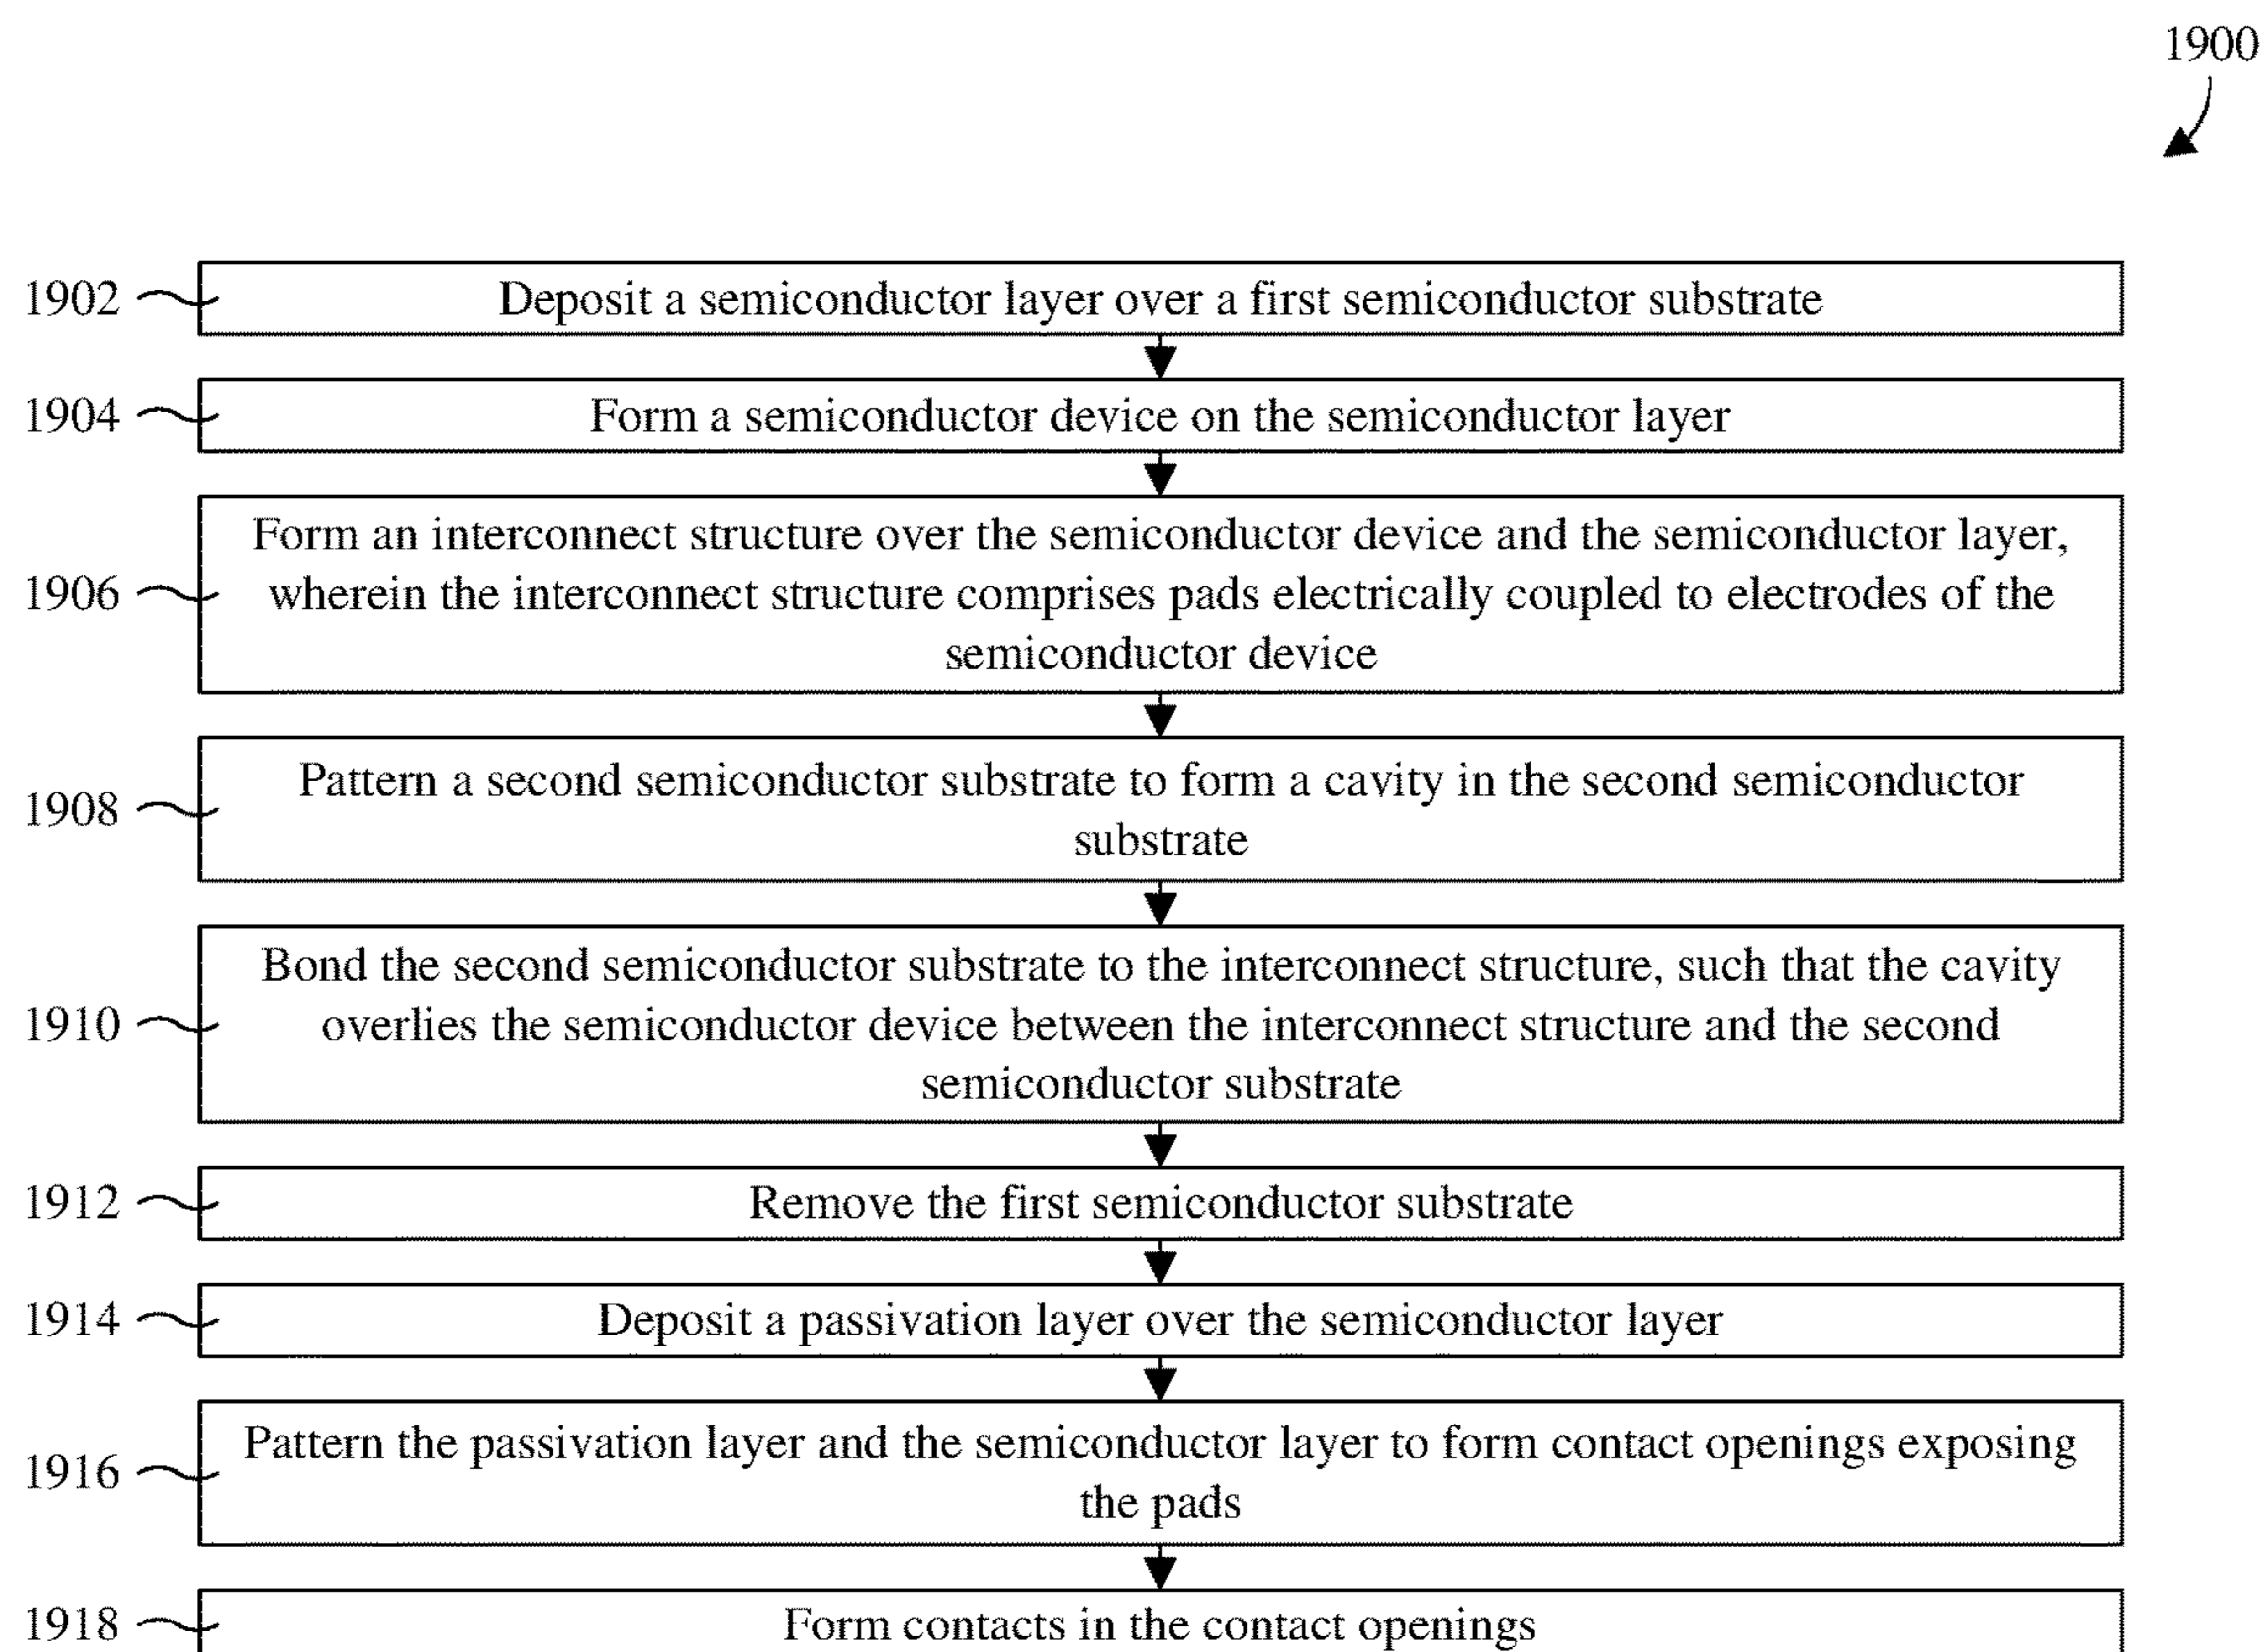 1900
1902
Deposit a semiconductor layer over a first semiconductor substrate
1904
Form a semiconductor device on the semiconductor layer
1906
Form an interconnect structure over the semiconductor device and the semiconductor layer,
wherein the interconnect structure comprises pads electrically coupled to electrodes of the
semiconductor device
1908
Pattern a second semiconductor substrate to form a cavity in the second semiconductor
substrate
1910
Bond the second semiconductor substrate to the interconnect structure, such that the cavity
overlies the semiconductor device between the interconnect structure and the second
semiconductor substrate
1912
Remove the first semiconductor substrate
1914
Deposit a passivation layer over the semiconductor layer
1916
Pattern the passivation layer and the semiconductor layer to form contact openings exposing
the pads
1918
Form contacts in the contact openings